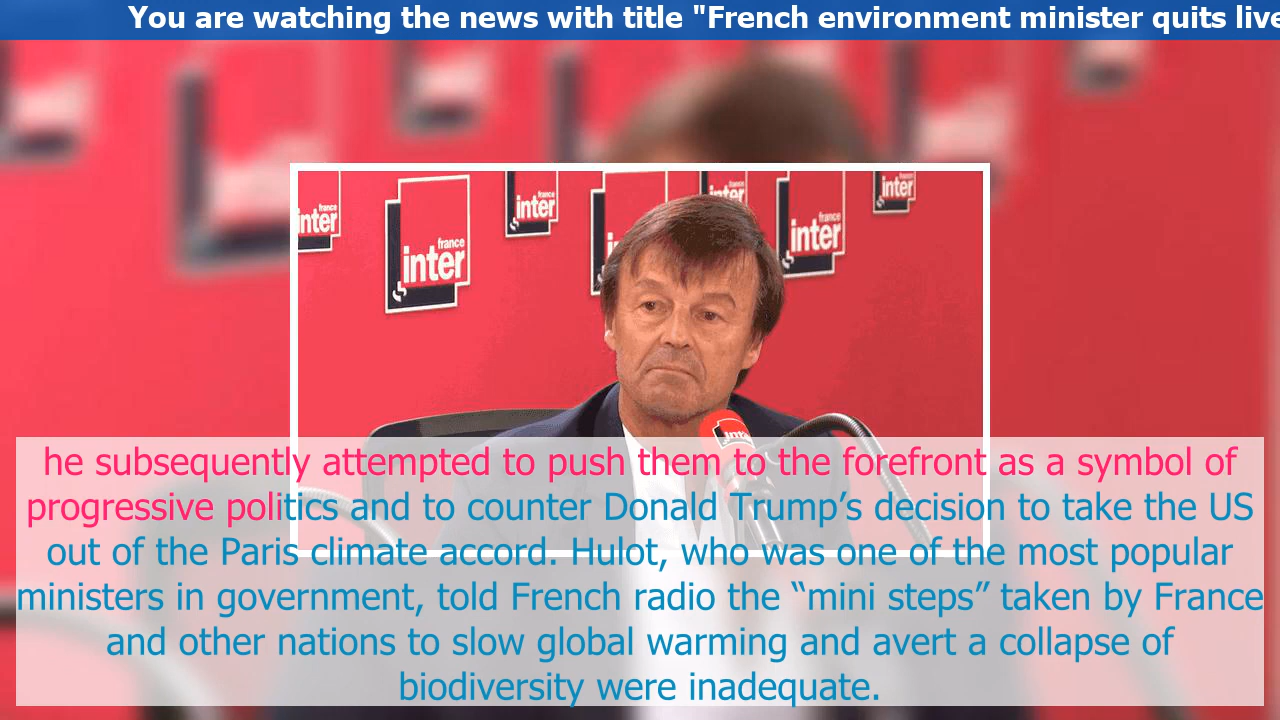 You are watching the news with title "French environment minister quits live
france
inter
france
inter
france
inter
france
inter
france
inter
inter
he subsequently attempted to push them to the forefront as a symbol of
progressive politics and to counter Donald Trump’s decision to take the US
out of the Paris climate accord. Hulot, who was one of the most popular
ministers in government, told French radio the “mini steps” taken by France
and other nations to slow global warming and avert a collapse of
biodiversity were inadequate.